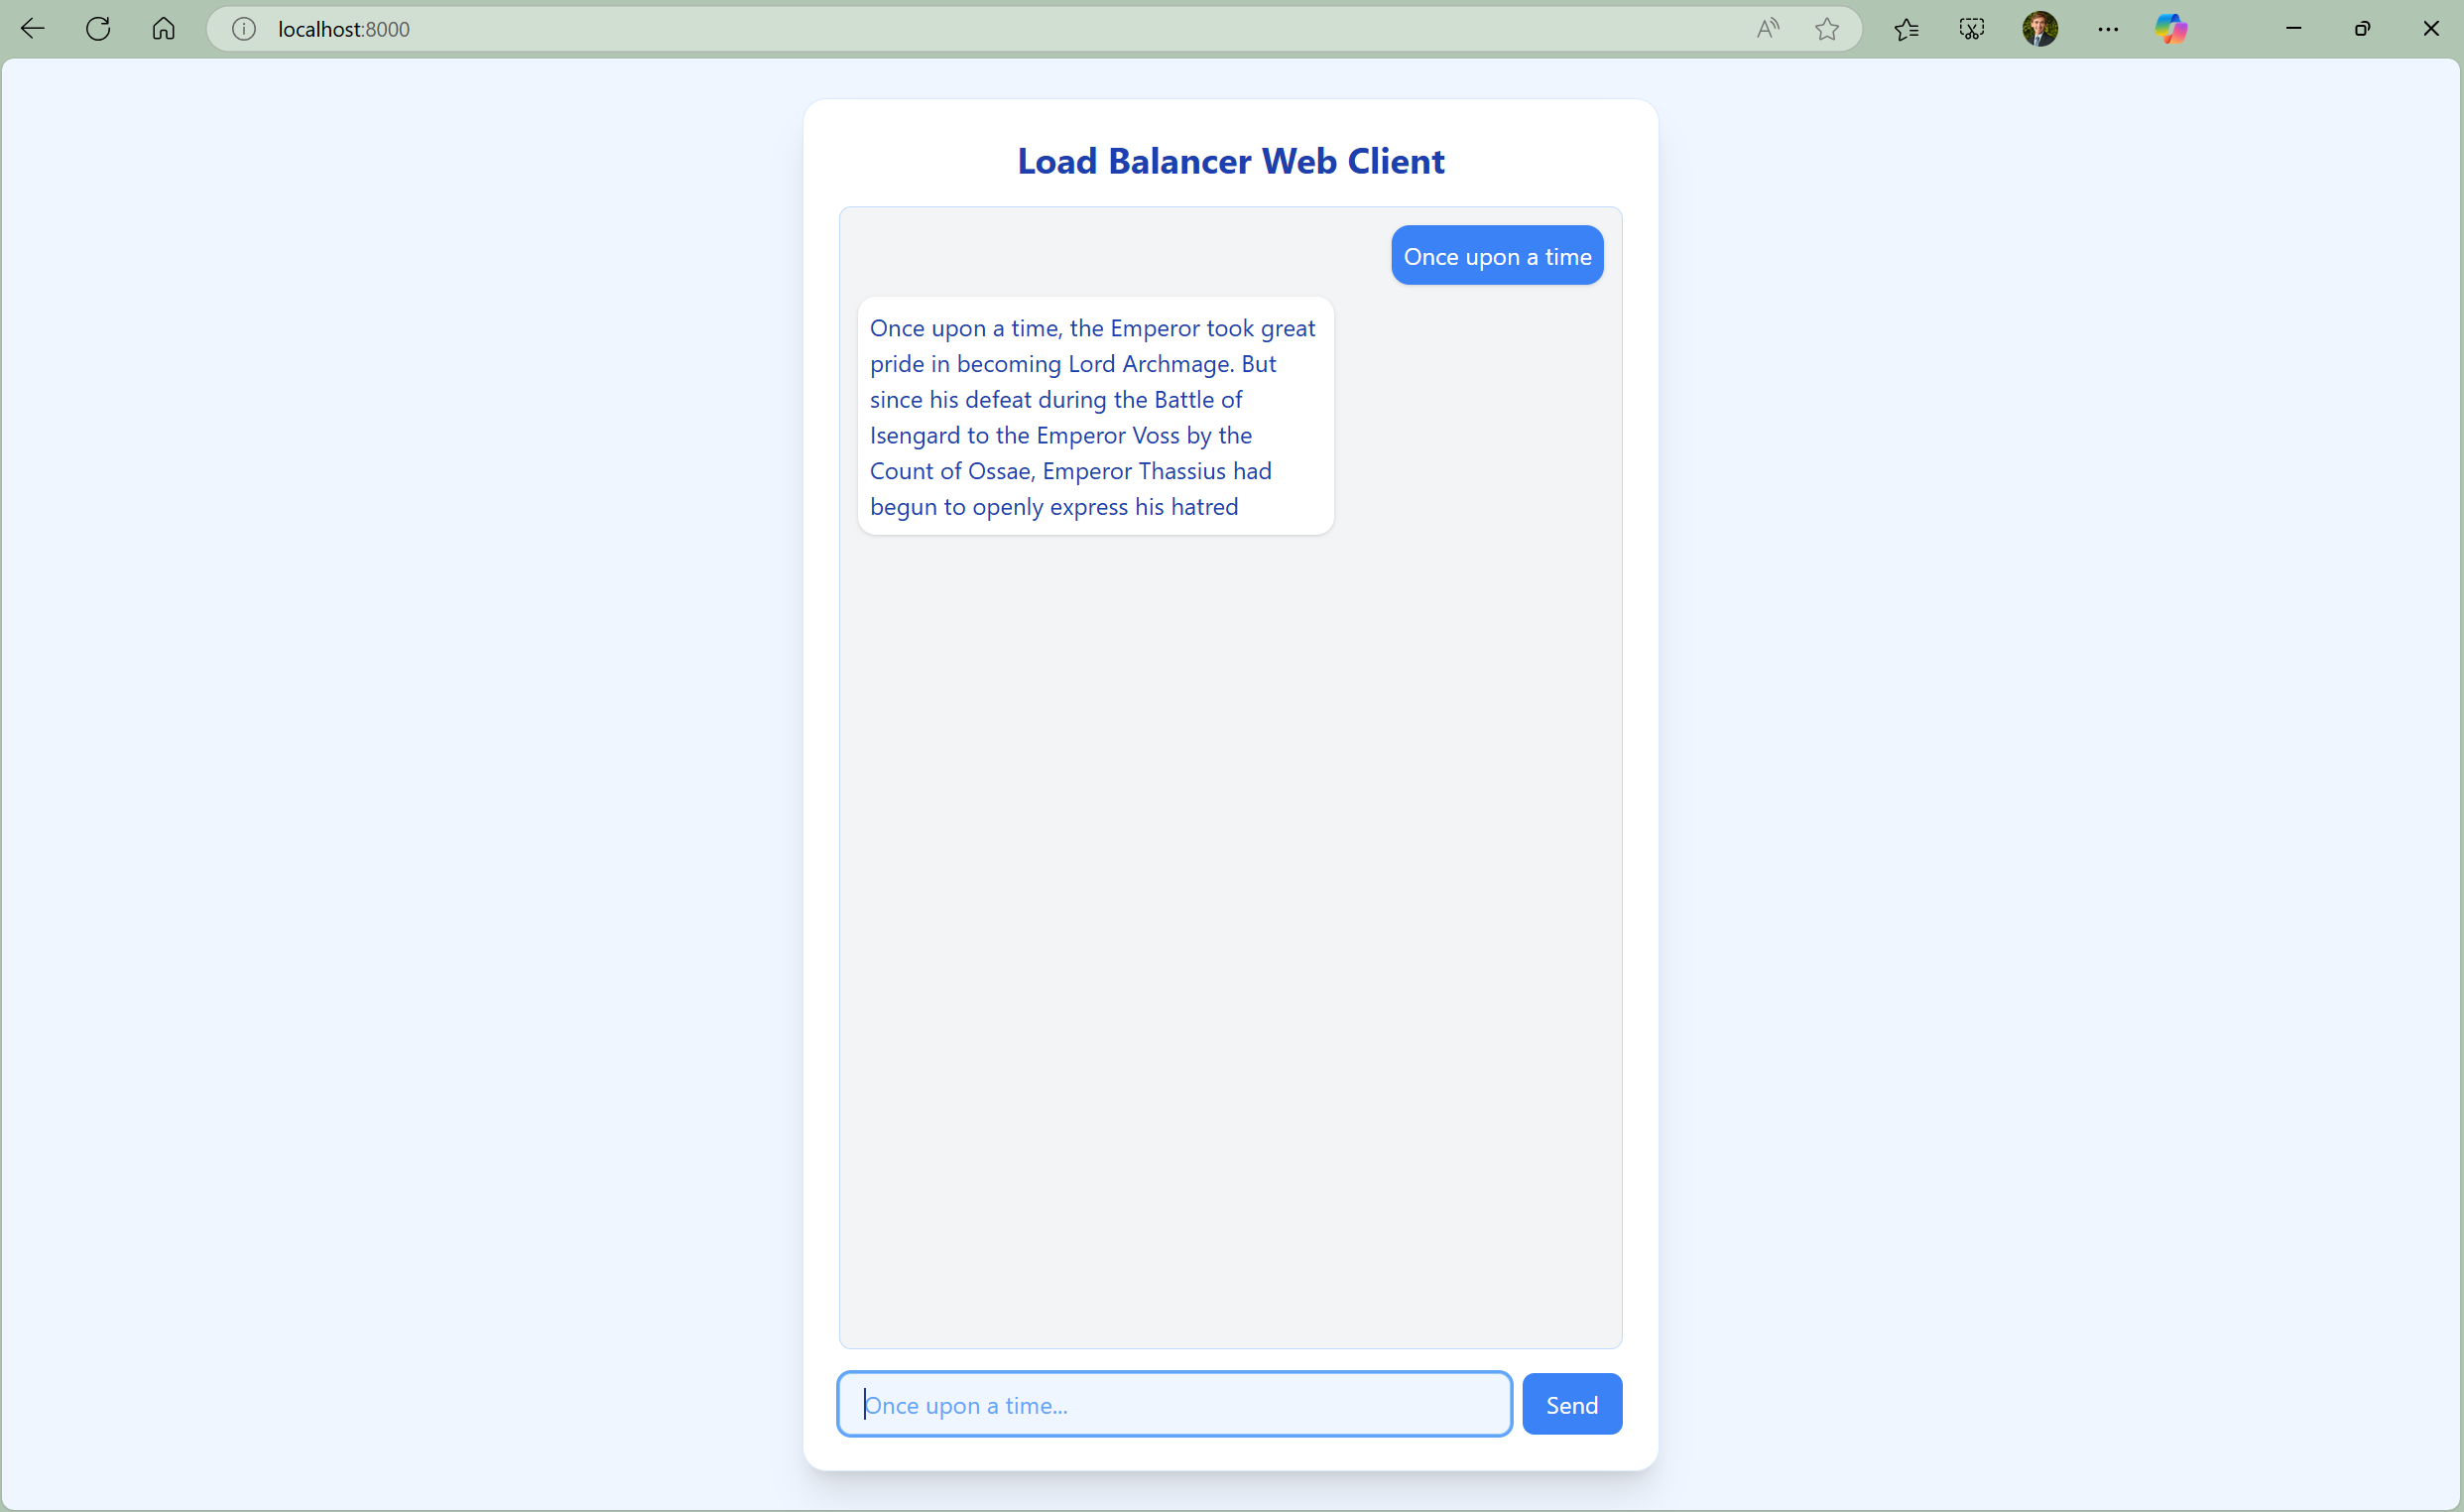 localhost:8000
Load Balancer Web Client
Once upon a time
Once upon a time, the Emperor took great
pride in becoming Lord Archmage. But
since his defeat during the Battle of
Isengard to the Emperor Voss by the
Count of Ossae, Emperor Thassius had
begun to openly express his hatred
Once upon a time...
Send